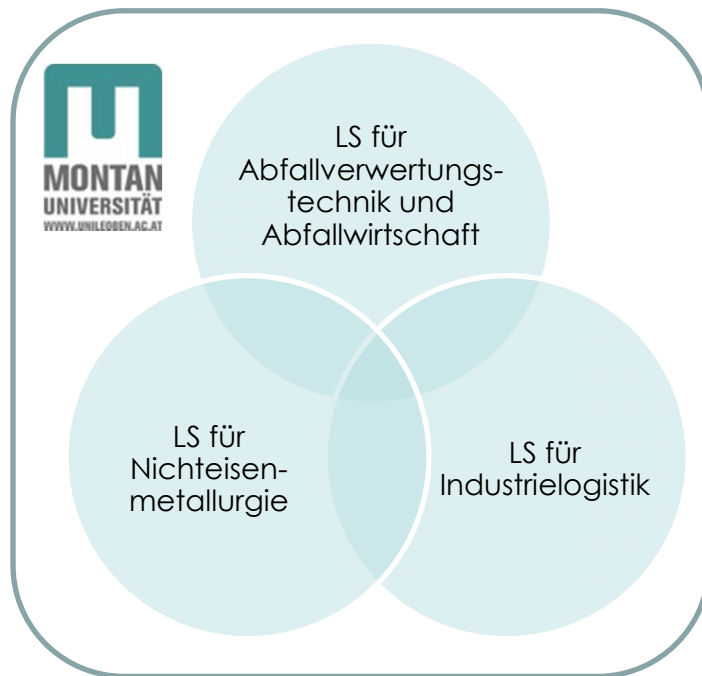 MONTAN
UNIVERSITÄT
WWW.UNILEOBEN.AC.AT
LS für
Abfallverwertungs-
technik und
Abfallwirtschaft
LS für
Nichteisen-
metallurgie
LS für
Industrielogistik